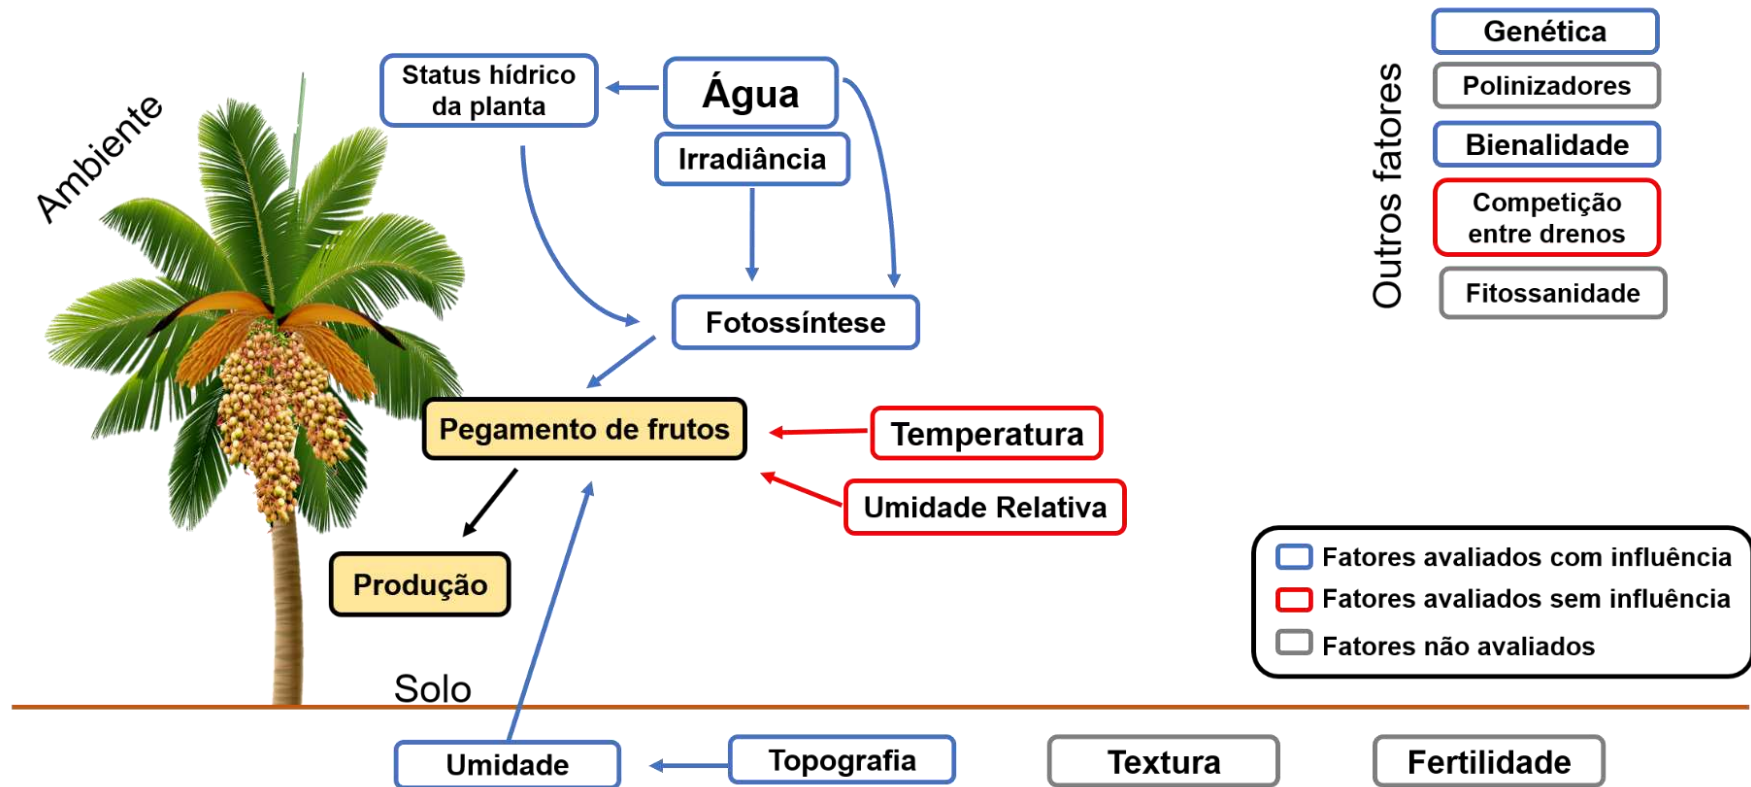 Ambiente
Status hídrico
da planta
Água
Irradiância
Fotossíntese
Pegamento de frutos
Temperatura
Umidade Relativa
Produção
Outros fatores
Genética
Polinizadores
Bienalidade
Competição
entre drenos
Fitossanidade
Fatores avaliados com influência
Fatores avaliados sem influência
Fatores não avaliados
Solo
Umidade
Topografia
Textura
Fertilidade